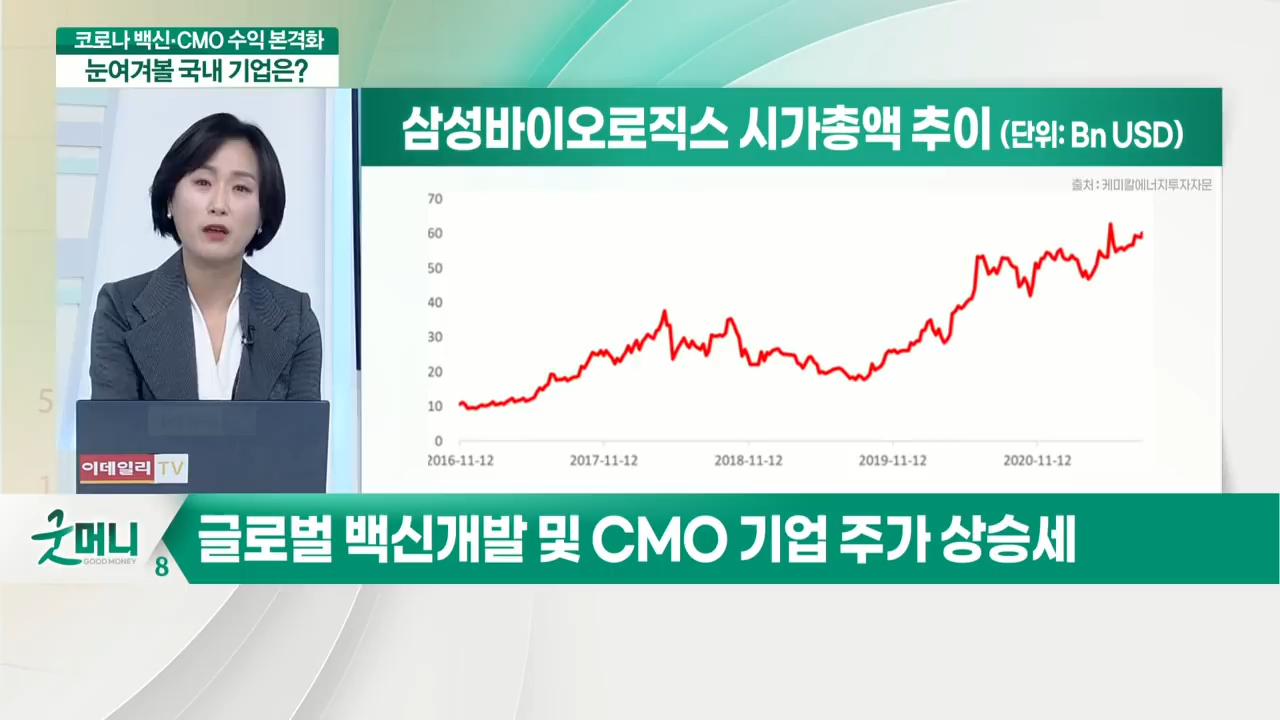 코로나 백신·CMO 수익 본격화
눈여겨볼 국내 기업은?
삼성바이오로직스 시가총액 추이 (단위: Bn USD)
출처 : 케미칼에너지투자자문
70
60
50
40
30
20
10
0
2016-11-12 2017-11-12 2018-11-12 2019-11-12 2020-11-12
5
1
이데일리 TV
굿머니
GOOD MONEY
8
글로벌 백신개발 및 CMO 기업 주가 상승세